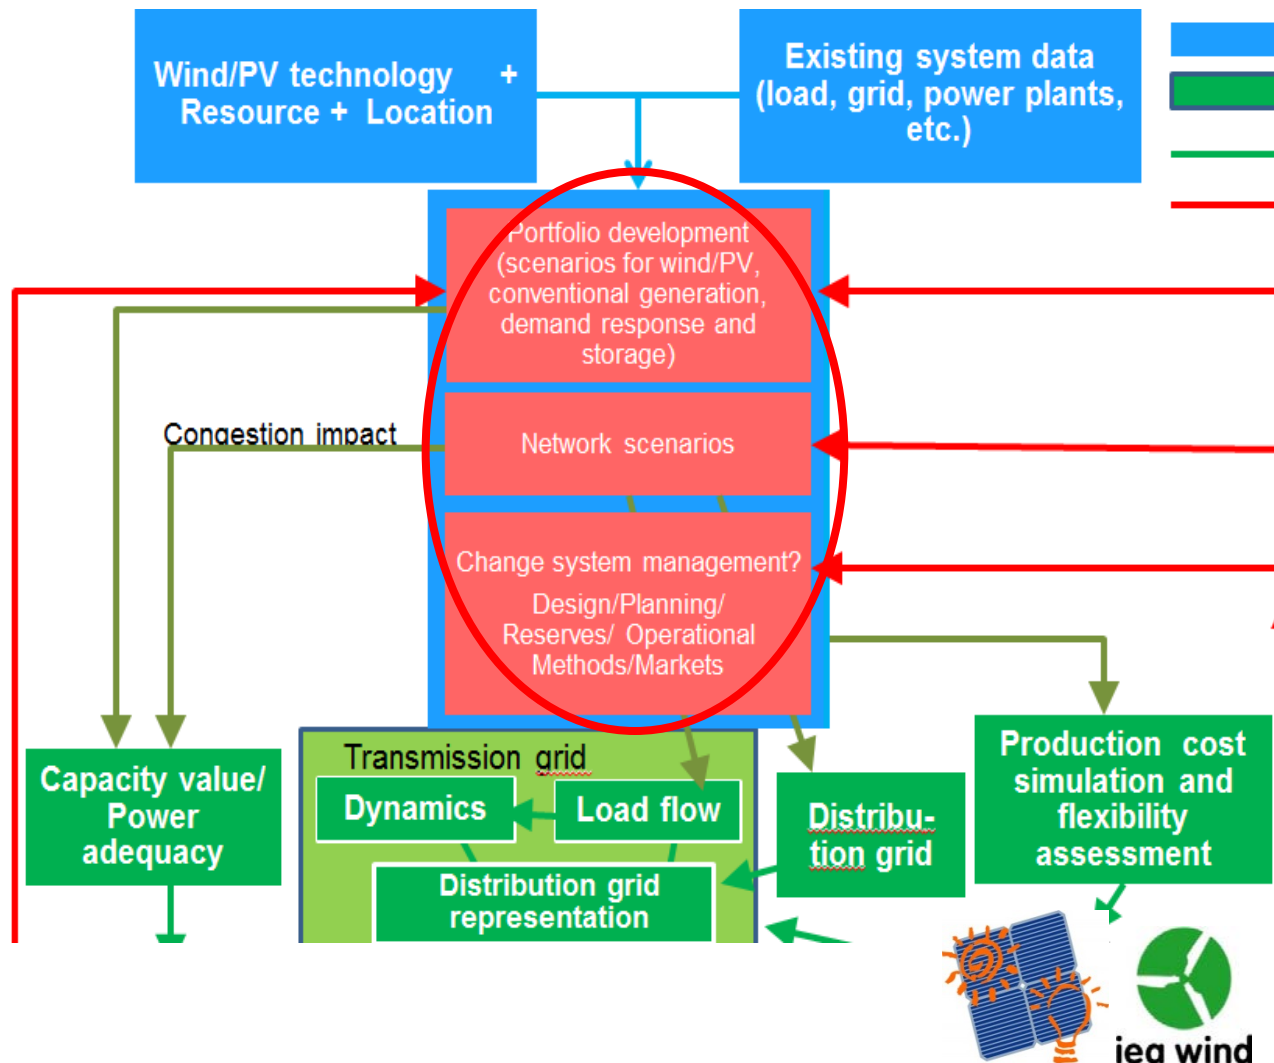 Wind/PV technology +
Resource + Location
Existing system data
(load, grid, power plants,
etc.)
Portfolio development
(scenarios for wind/PV,
conventional generation,
demand response and
storage)
Congestion impact
Network scenarios
Change system management?
Design/Planning/
Reserves/ Operational
Methods/Markets
Transmission grid
Capacity value/
Power
adequacy
Dynamics
Load flow
Distribution grid
representation
Distribu-
tion grid
Production cost
simulation and
flexibility
assessment
iea wind